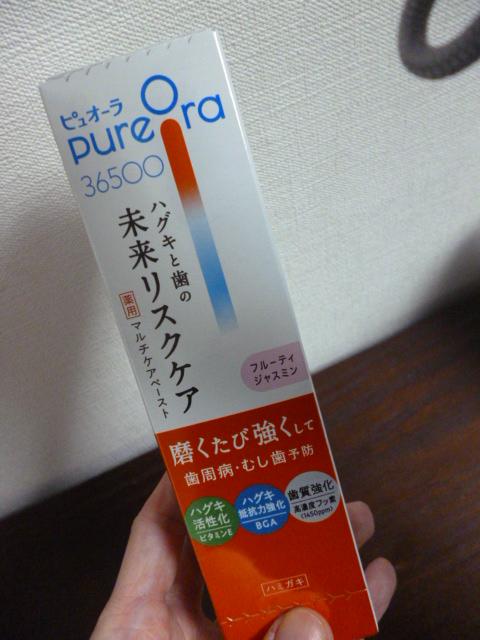 ピュオーラ
pureOra
36500
ハグキと歯の
未来リスクケア
薬用
マルチケアペースト
フルーティ
ジャスミン
磨くたび強くして
歯周病・むし歯予防
ハグキ
活性化
ビタミンE
ハグキ
抵抗力強化
BGA
歯質強化
高濃度フッ素
(1450ppm)
ハミガキ